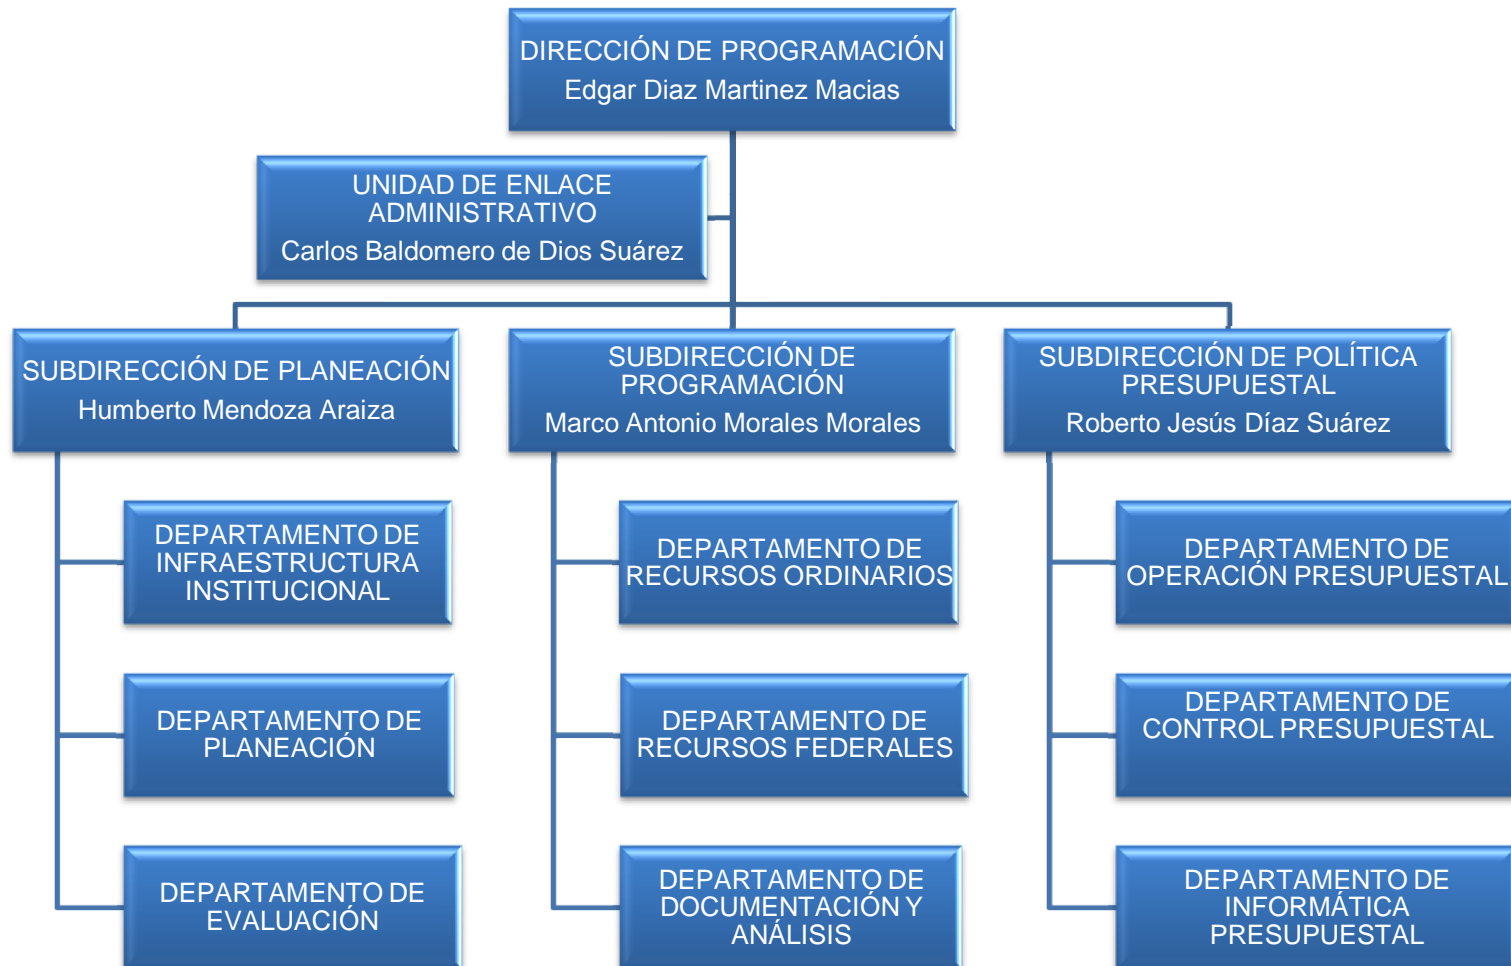 DIRECCIÓN DE PROGRAMACIÓN
Edgar Diaz Martinez Macias
UNIDAD DE ENLACE
ADMINISTRATIVO
Carlos Baldomero de Dios Suárez
SUBDIRECCIÓN DE PLANEACIÓN
Humberto Mendoza Araiza
SUBDIRECCIÓN DE
PROGRAMACIÓN
Marco Antonio Morales Morales
SUBDIRECCIÓN DE POLÍTICA
PRESUPUESTAL
Roberto Jesús Díaz Suárez
DEPARTAMENTO DE
INFRAESTRUCTURA
INSTITUCIONAL
DEPARTAMENTO DE
RECURSOS ORDINARIOS
DEPARTAMENTO DE
OPERACIÓN PRESUPUESTAL
DEPARTAMENTO DE
PLANEACIÓN
DEPARTAMENTO DE
RECURSOS FEDERALES
DEPARTAMENTO DE
CONTROL PRESUPUESTAL
DEPARTAMENTO DE
EVALUACIÓN
DEPARTAMENTO DE
DOCUMENTACIÓN Y
ANÁLISIS
DEPARTAMENTO DE
INFORMÁTICA
PRESUPUESTAL